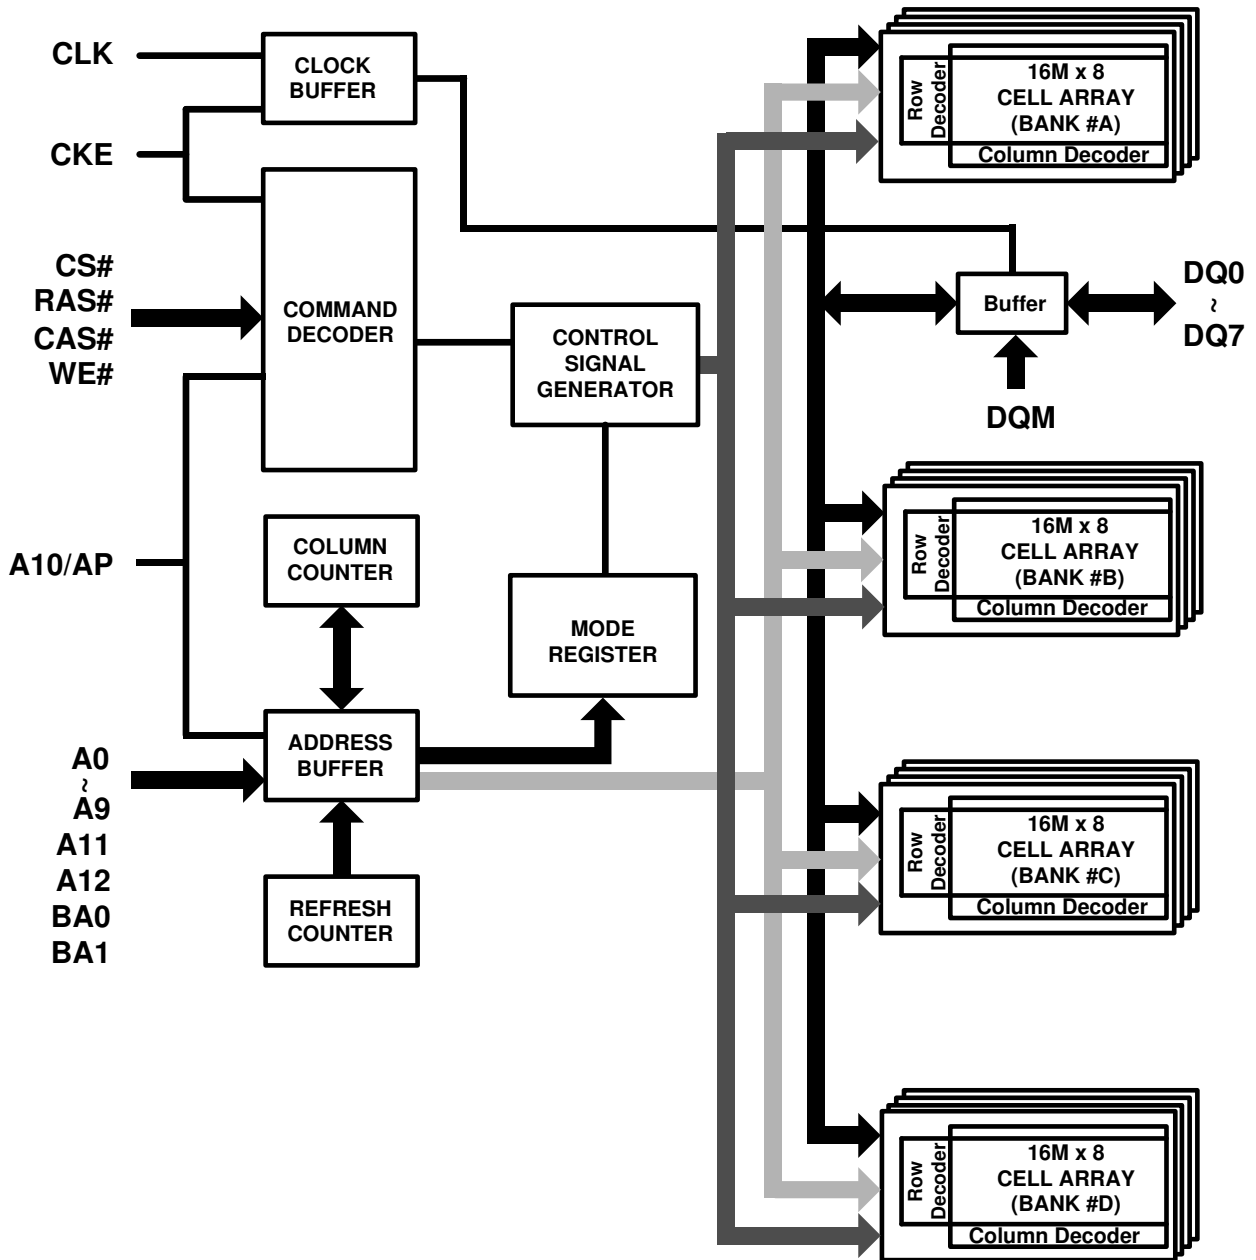 CLK
CLOCK
BUFFER
CKE
CS#
RAS#
CAS#
WE#
COMMAND
DECODER
CONTROL
SIGNAL
GENERATOR
A10/AP
COLUMN
COUNTER
MODE
REGISTER
A0
~
A9
A11
A12
BA0
BA1
ADDRESS
BUFFER
REFRESH
COUNTER
Row
Decoder
16M x 8
CELL ARRAY
(BANK #A)
Column Decoder
Buffer
DQ0
~
DQ7
DQM
Row
Decoder
16M x 8
CELL ARRAY
(BANK #B)
Column Decoder
Row
Decoder
16M x 8
CELL ARRAY
(BANK #C)
Column Decoder
Row
Decoder
16M x 8
CELL ARRAY
(BANK #D)
Column Decoder